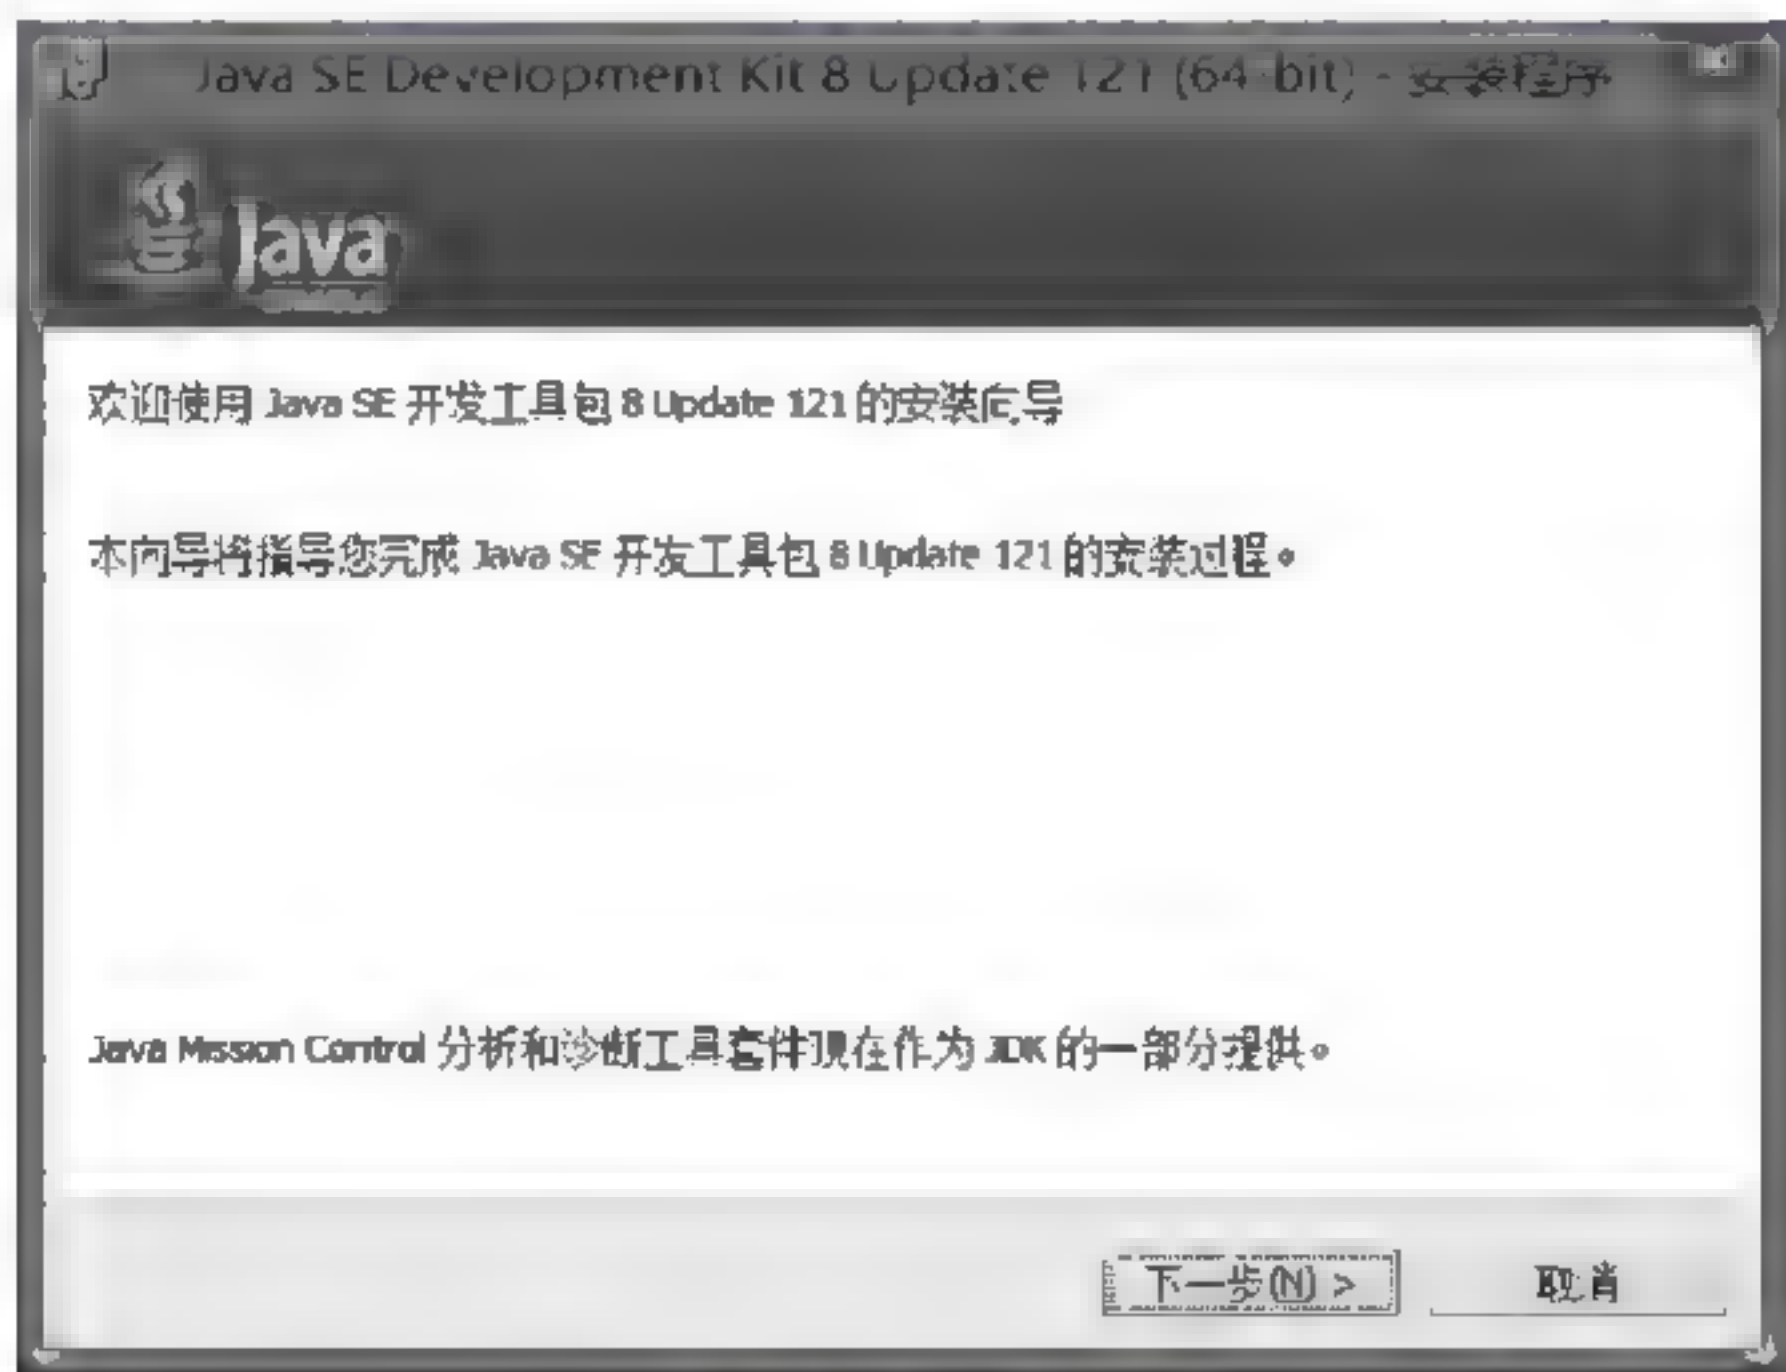 Java SE Development Kit 8 Update 121 (64-bit) - 安装程序
Java
欢迎使用 Java SE 开发工具包 8 Update 121 的安装向导
本向导将指导您完成 Java SE 开发工具包 8 Update 121 的安装过程。
Java Mission Control 分析和诊断工具套件现在作为 JDK 的一部分提供。
下一步(N) >
取消